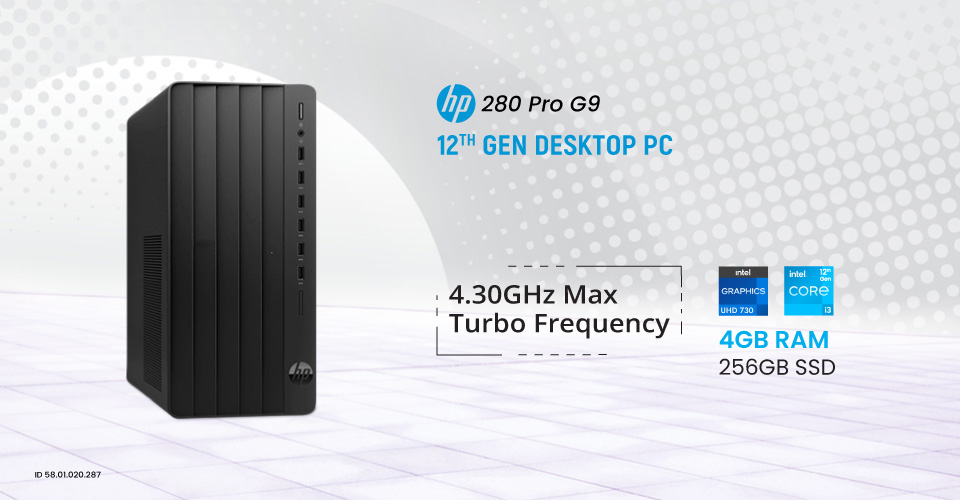 hp 280 Pro G9
12TH GEN DESKTOP PC
4.30GHz Max
Turbo Frequency
intel
GRAPHICS
UHD 730
intel
12th
Gen
CORE
i3
4GB RAM
256GB SSD
hp
ID 58.01.020.287